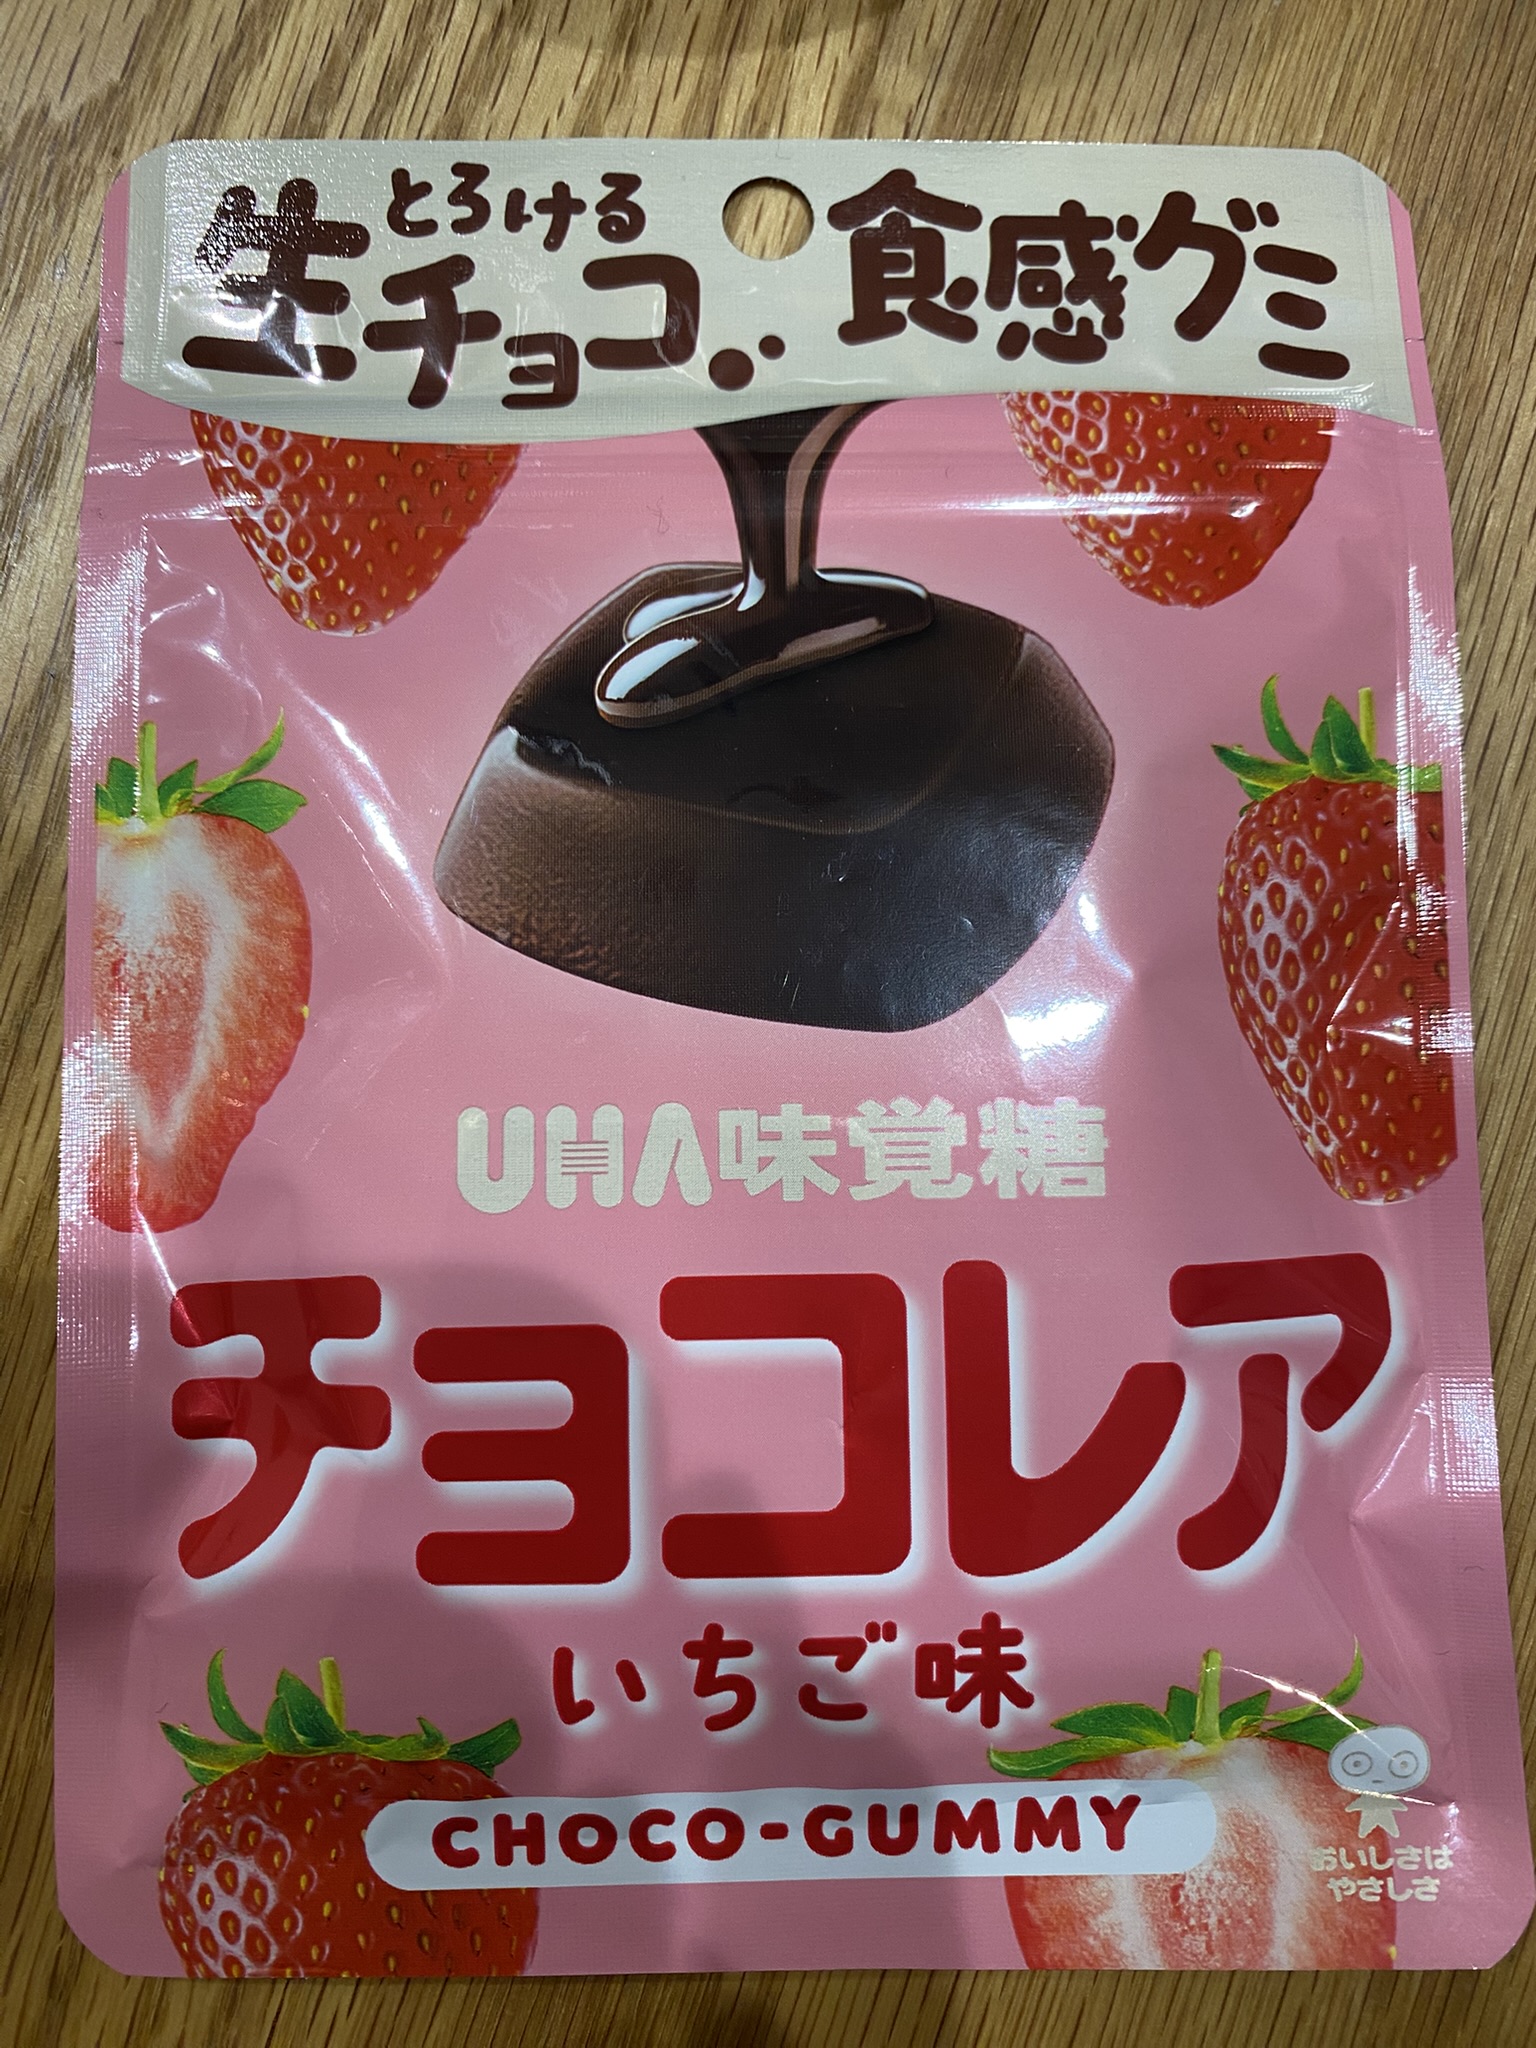 とろける
生チョコ 食感グミ
UHA味覚糖
チョコレア
いちご味
CHOCO-GUMMY
おいしさは
やさしさ